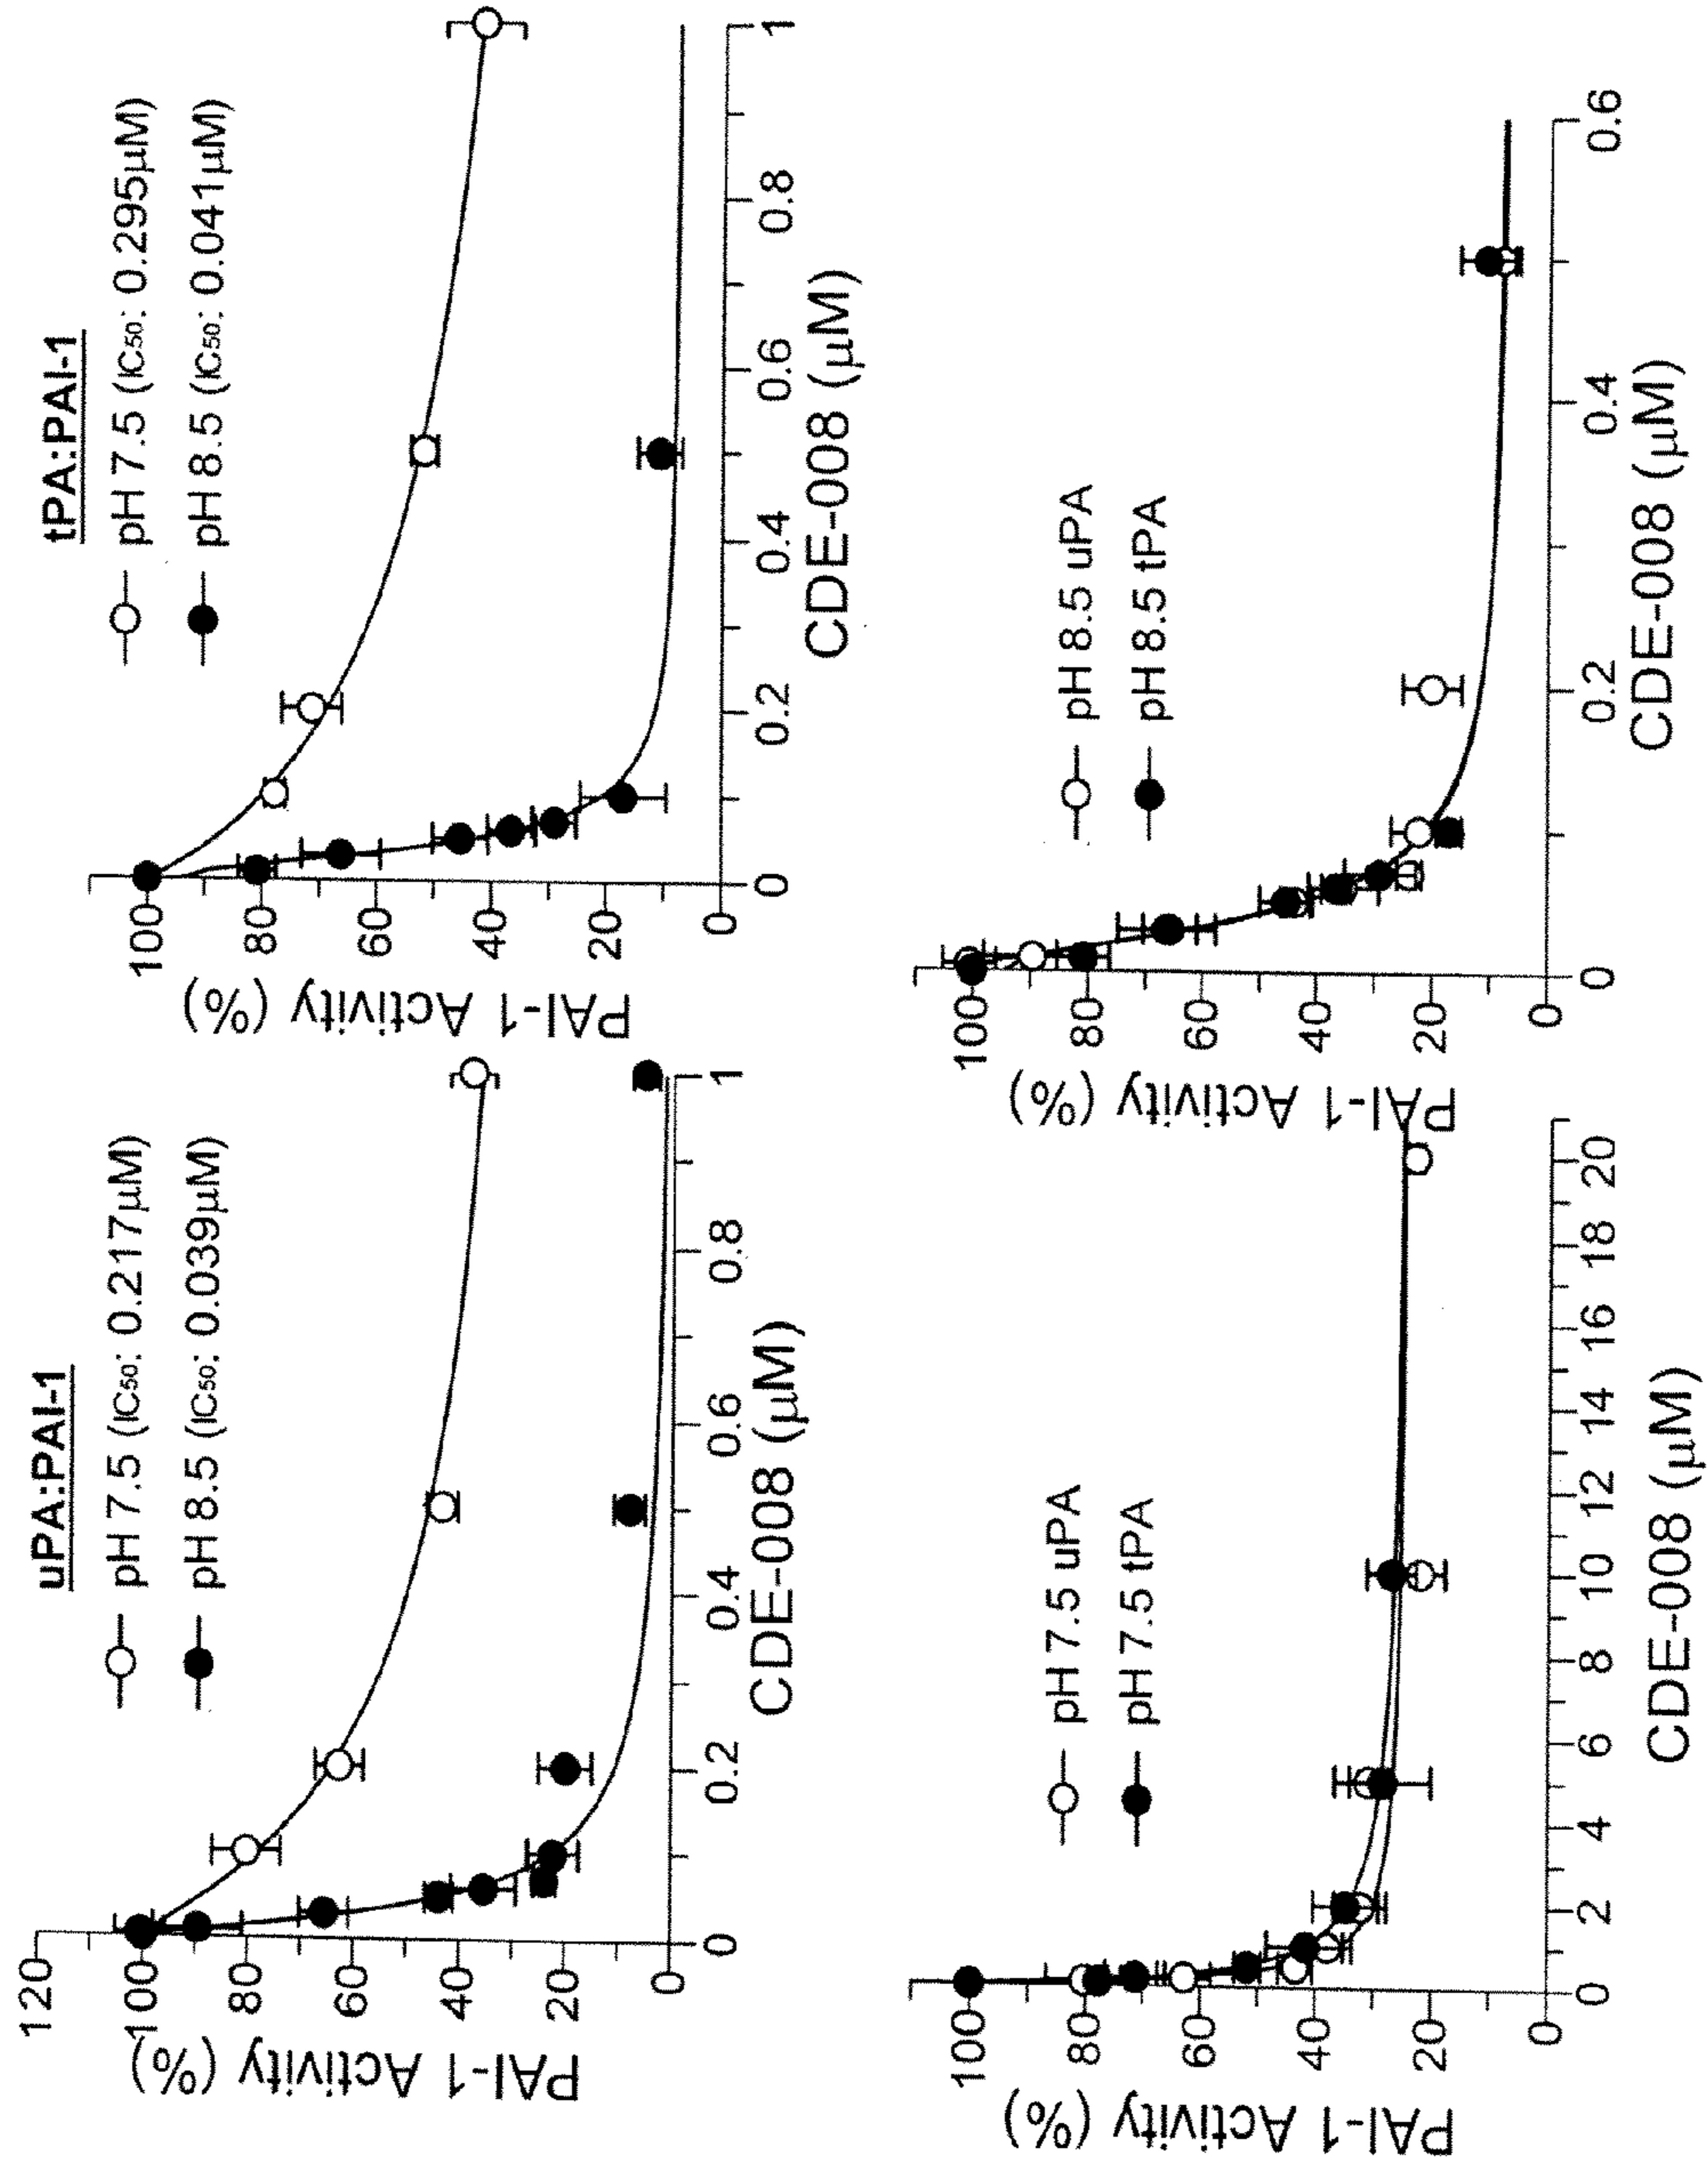 uPA:PAI-1
pH 7.5 (IC50: 0.217μM)
pH 8.5 (IC50: 0.039μM)
120
100
80
60
40
20
0
PAI-1 Activity (%)
0
0.2
0.4
0.6
0.8
1
CDE-008 (μM)
tPA:PAI-1
pH 7.5 (IC50: 0.295μM)
pH 8.5 (IC50: 0.041μM)
100
80
60
40
20
0
PAI-1 Activity (%)
0
0.2
0.4
0.6
0.8
1
CDE-008 (μM)
pH 7.5 uPA
pH 7.5 tPA
100
80
60
40
20
0
PAI-1 Activity (%)
0
2
4
6
8
10
12
14
16
18
20
CDE-008 (μM)
pH 8.5 uPA
pH 8.5 tPA
100
80
60
40
20
0
PAI-1 Activity (%)
0
0.2
0.4
0.6
CDE-008 (μM)